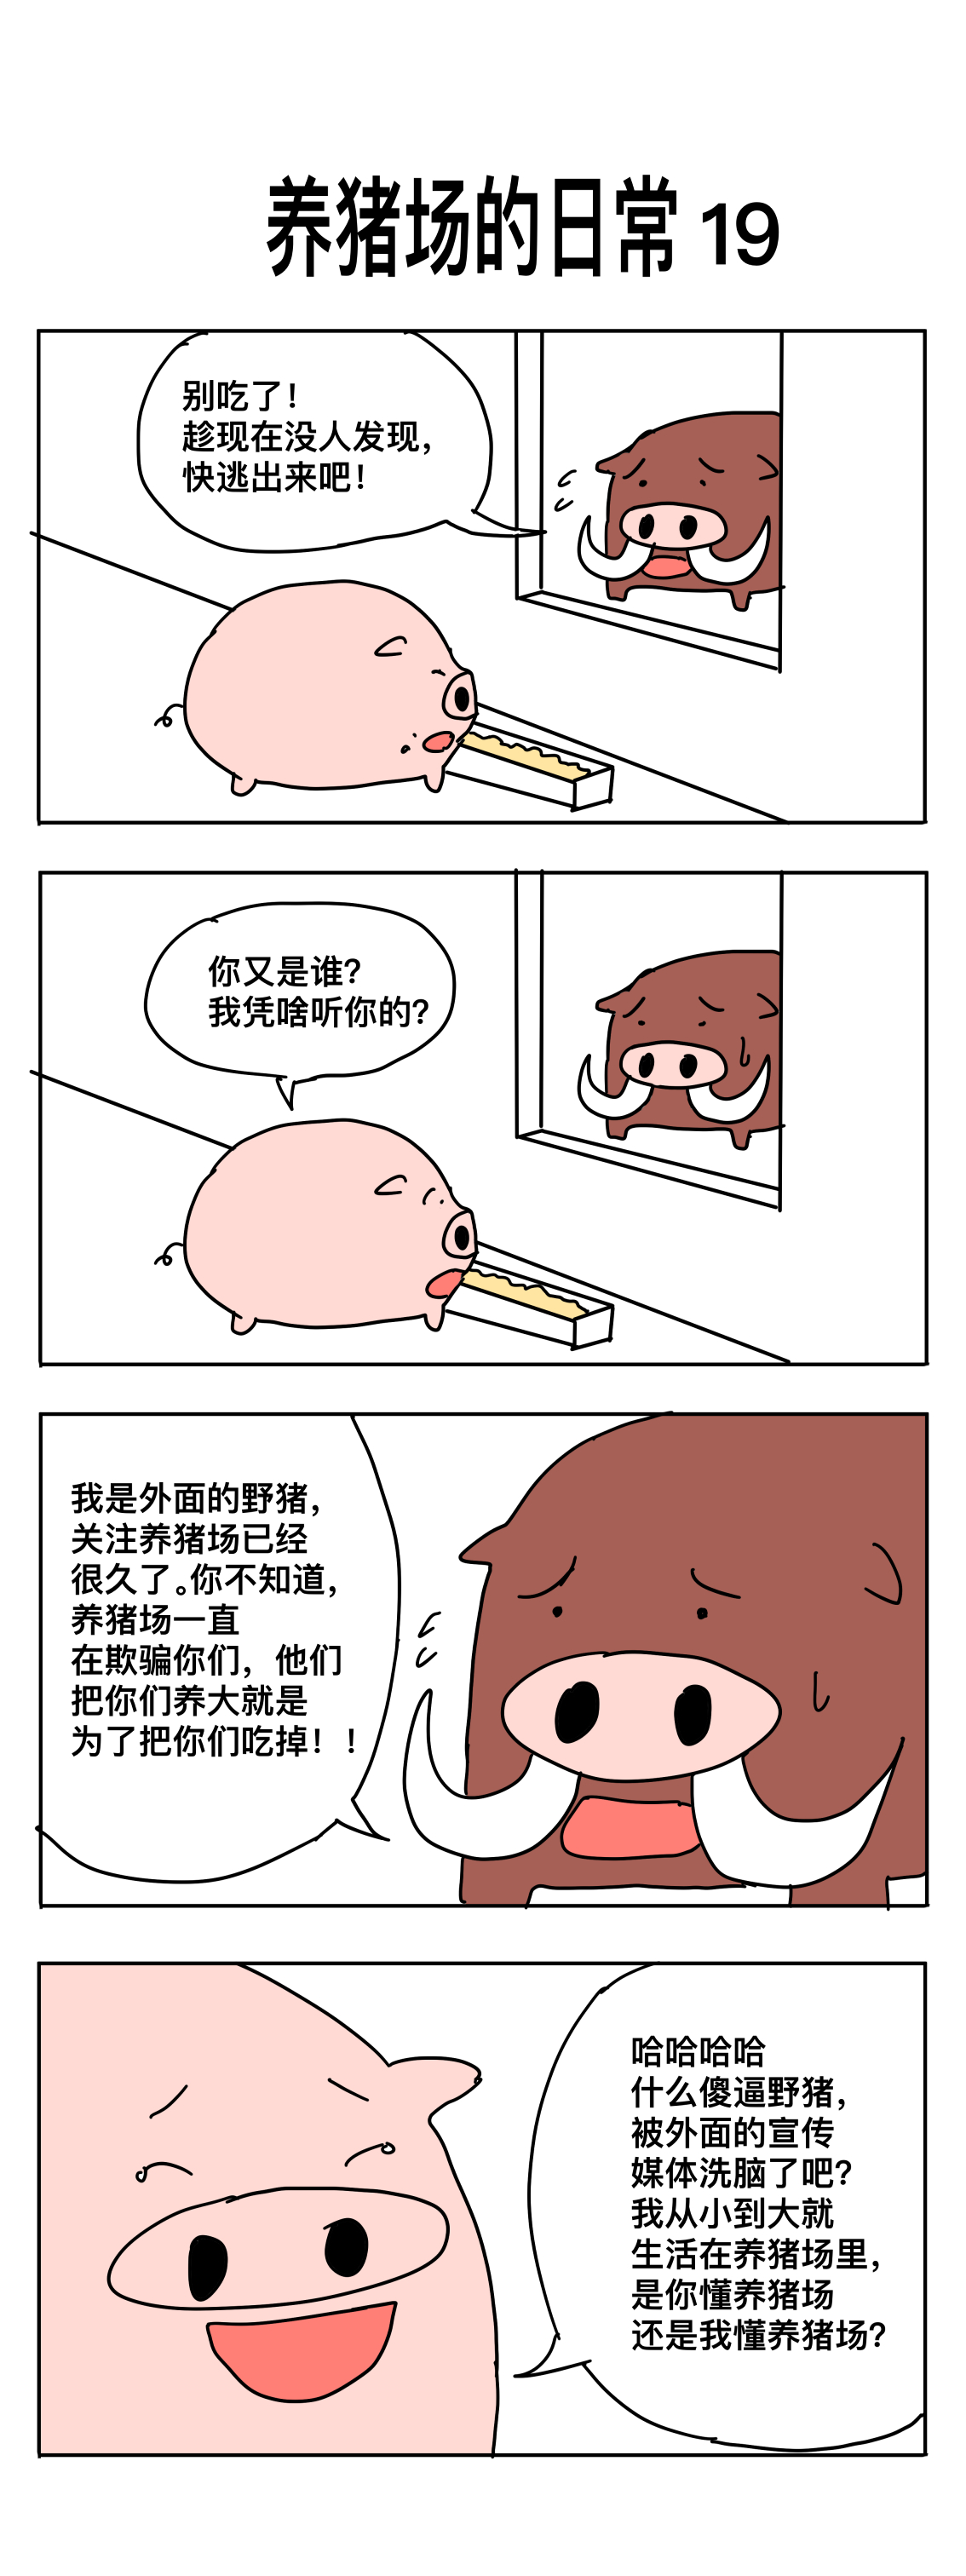 养猪场的日常 19
别吃了！
趁现在没人发现，
快逃出来吧！
你又是谁？
我凭啥听你的？
我是外面的野猪，
关注养猪场已经
很久了。你不知道，
养猪场一直
在欺骗你们，他们
把你们养大就是
为了把你们吃掉！！
哈哈哈哈
什么傻逼野猪，
被外面的宣传
媒体洗脑了吧？
我从小到大就
生活在养猪场里，
是你懂养猪场
还是我懂养猪场？